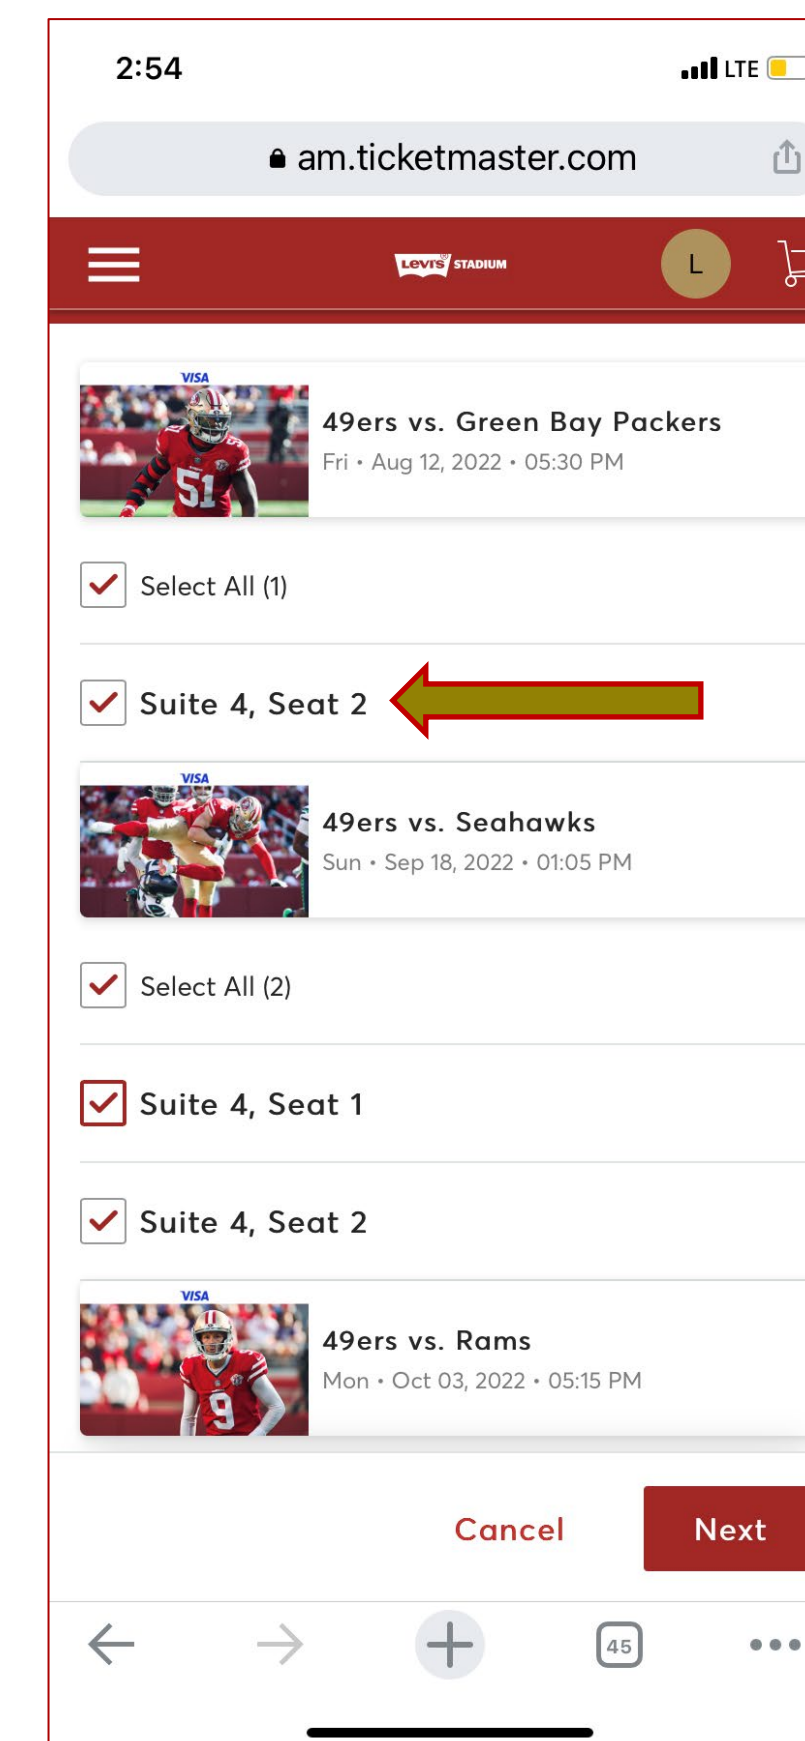 2:54
LTE
am.ticketmaster.com
LEVI'S STADIUM
L
VISA
51
49ers vs. Green Bay Packers
Fri • Aug 12, 2022 • 05:30 PM
Select All (1)
Suite 4, Seat 2
VISA
49ers vs. Seahawks
Sun • Sep 18, 2022 • 01:05 PM
Select All (2)
Suite 4, Seat 1
Suite 4, Seat 2
VISA
9
49ers vs. Rams
Mon • Oct 03, 2022 • 05:15 PM
Cancel
Next
45